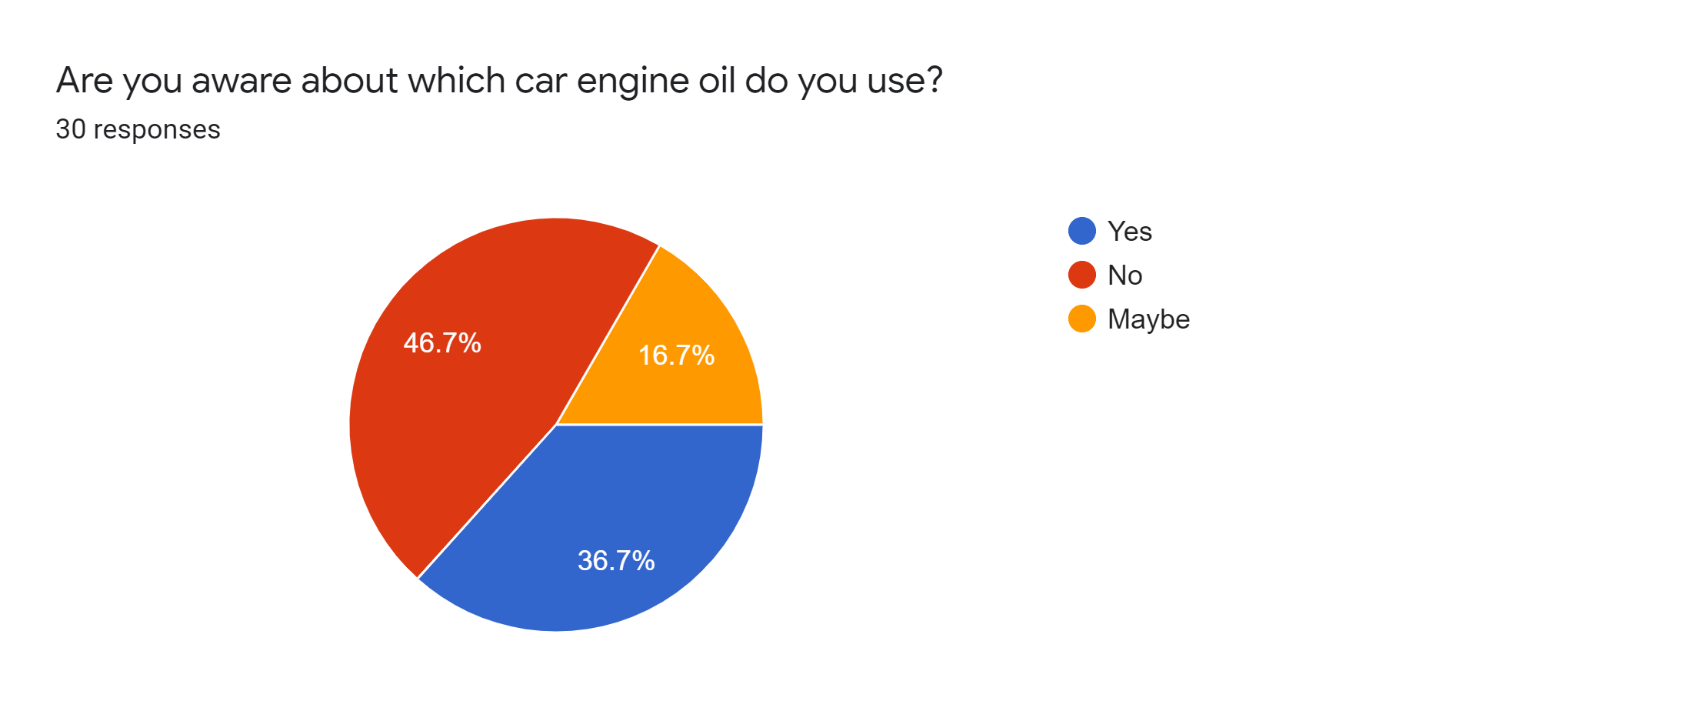 Are you aware about which car engine oil do you use?
30 responses
Yes
No
Maybe
46.7%
16.7%
36.7%